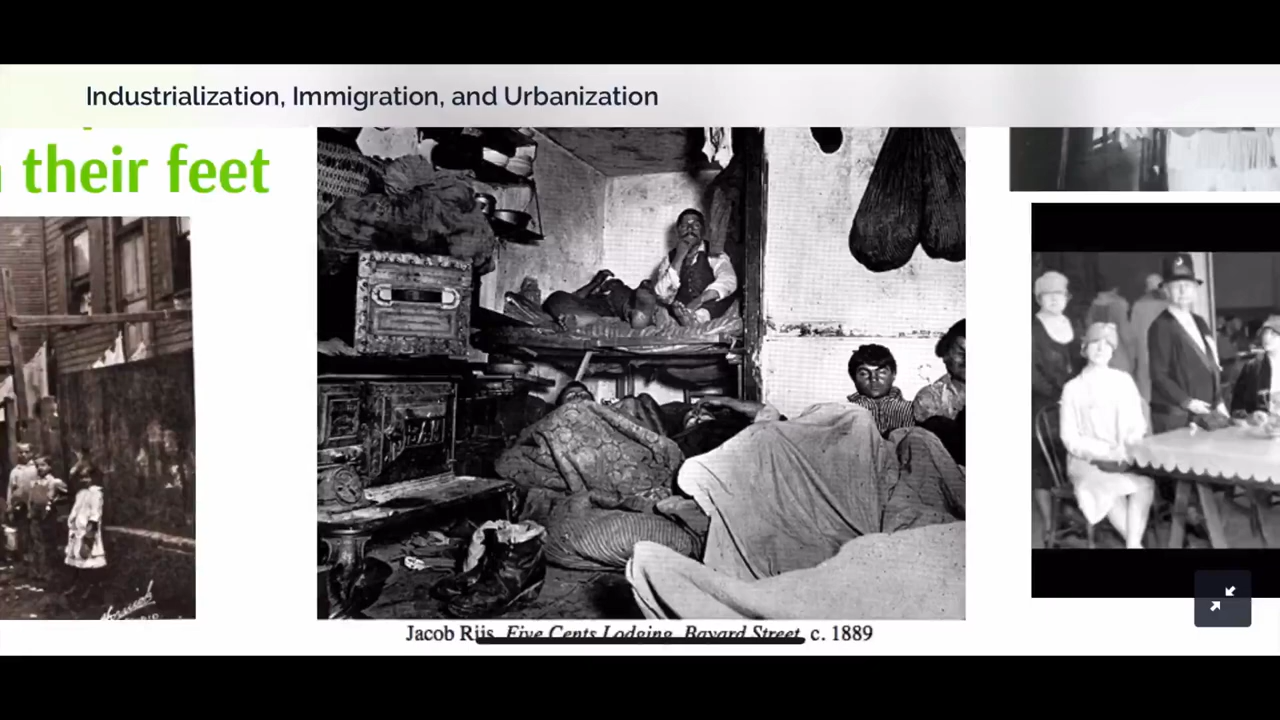 Industrialization, Immigration, and Urbanization
their feet
Jacob Riis, Five Cents Lodging, Bayard Street, c. 1889